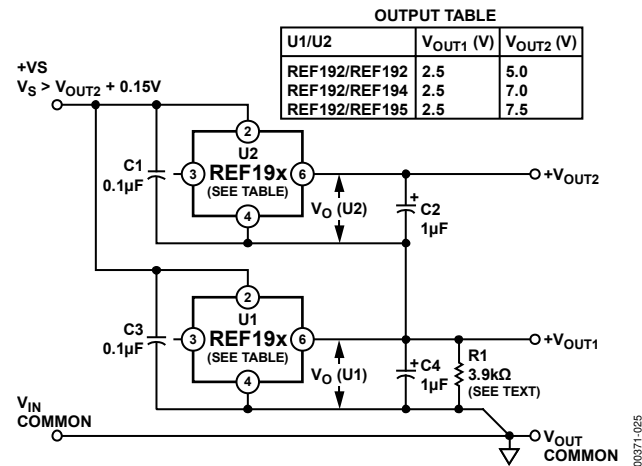 OUTPUT TABLE
U1/U2 VOUT1 (V) VOUT2 (V)
REF192/REF192 2.5 5.0
REF192/REF194 2.5 7.0
REF192/REF195 2.5 7.5
+VS
VS > VOUT2 + 0.15V
2
U2
C1
0.1µF
3
REF19x
6
(SEE TABLE)
4
VO (U2)
+
C2
1µF
+VOUT2
2
U1
C3
0.1µF
3
REF19x
6
(SEE TABLE)
4
VO (U1)
+
C4
1µF
R1
3.9kΩ
(SEE TEXT)
+VOUT1
VIN
COMMON
VOUT
COMMON
00371-025